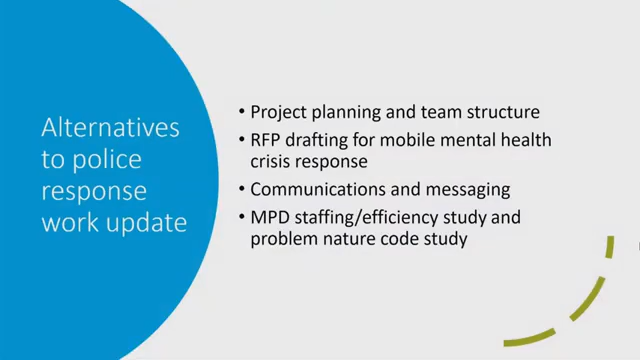 Alternatives
to police
response
work update
• Project planning and team structure
• RFP drafting for mobile mental health
crisis response
• Communications and messaging
• MPD staffing/efficiency study and
problem nature code study